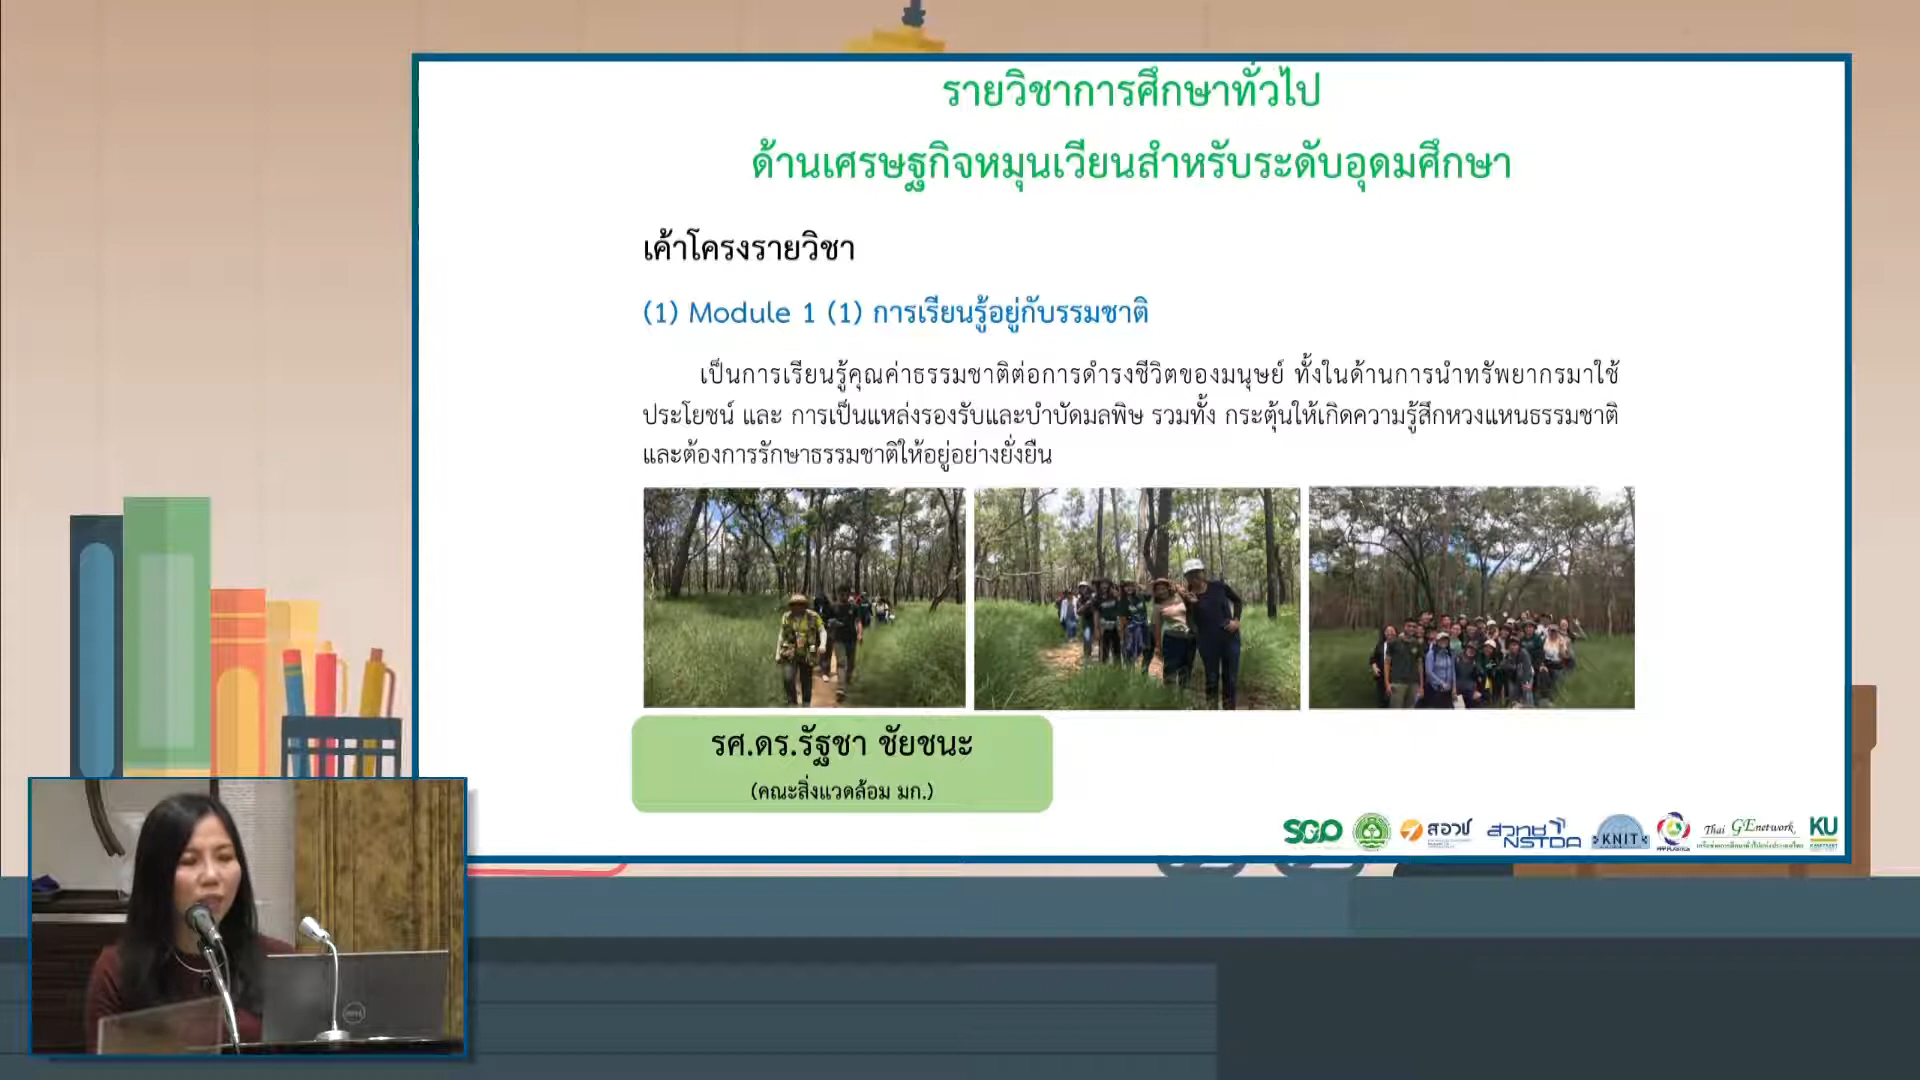 รายวิชาการศึกษาทั่วไป
ด้านเศรษฐกิจหมุนเวียนสำหรับระดับอุดมศึกษา
เค้าโครงรายวิชา
(1) Module 1 (1) การเรียนรู้อยู่กับรรมชาติ
เป็นการเรียนรู้คุณค่าธรรมชาติต่อการดำรงชีวิตของมนุษย์ ทั้งในด้านการนำทรัพยากรมาใช้
ประโยชน์ และ การเป็นแหล่งรองรับและบำบัดมลพิษ รวมทั้ง กระตุ้นให้เกิดความรู้สึกหวงแหนธรรมชาติ
และต้องการรักษาธรรมชาติให้อยู่อย่างยั่งยืน
รศ.ดร.รัฐชา ชัยชนะ
(คณะสิ่งแวดล้อม มก.)
สอวช สวทช NSTDA KNIT Thai GEnetwork KU